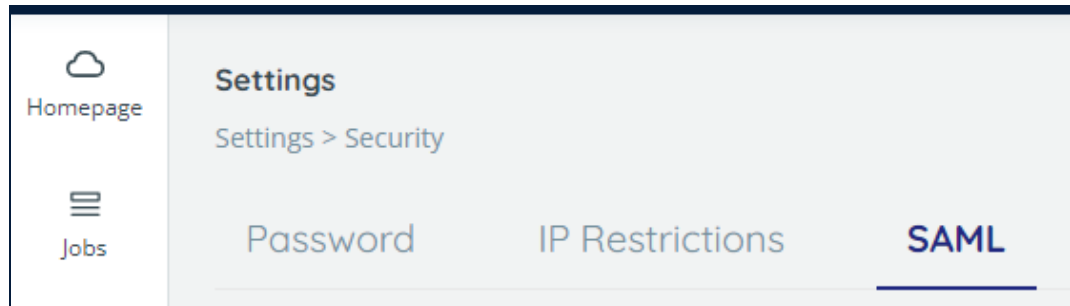 Homepage
Jobs
Settings
Settings > Security
Password IP Restrictions SAML